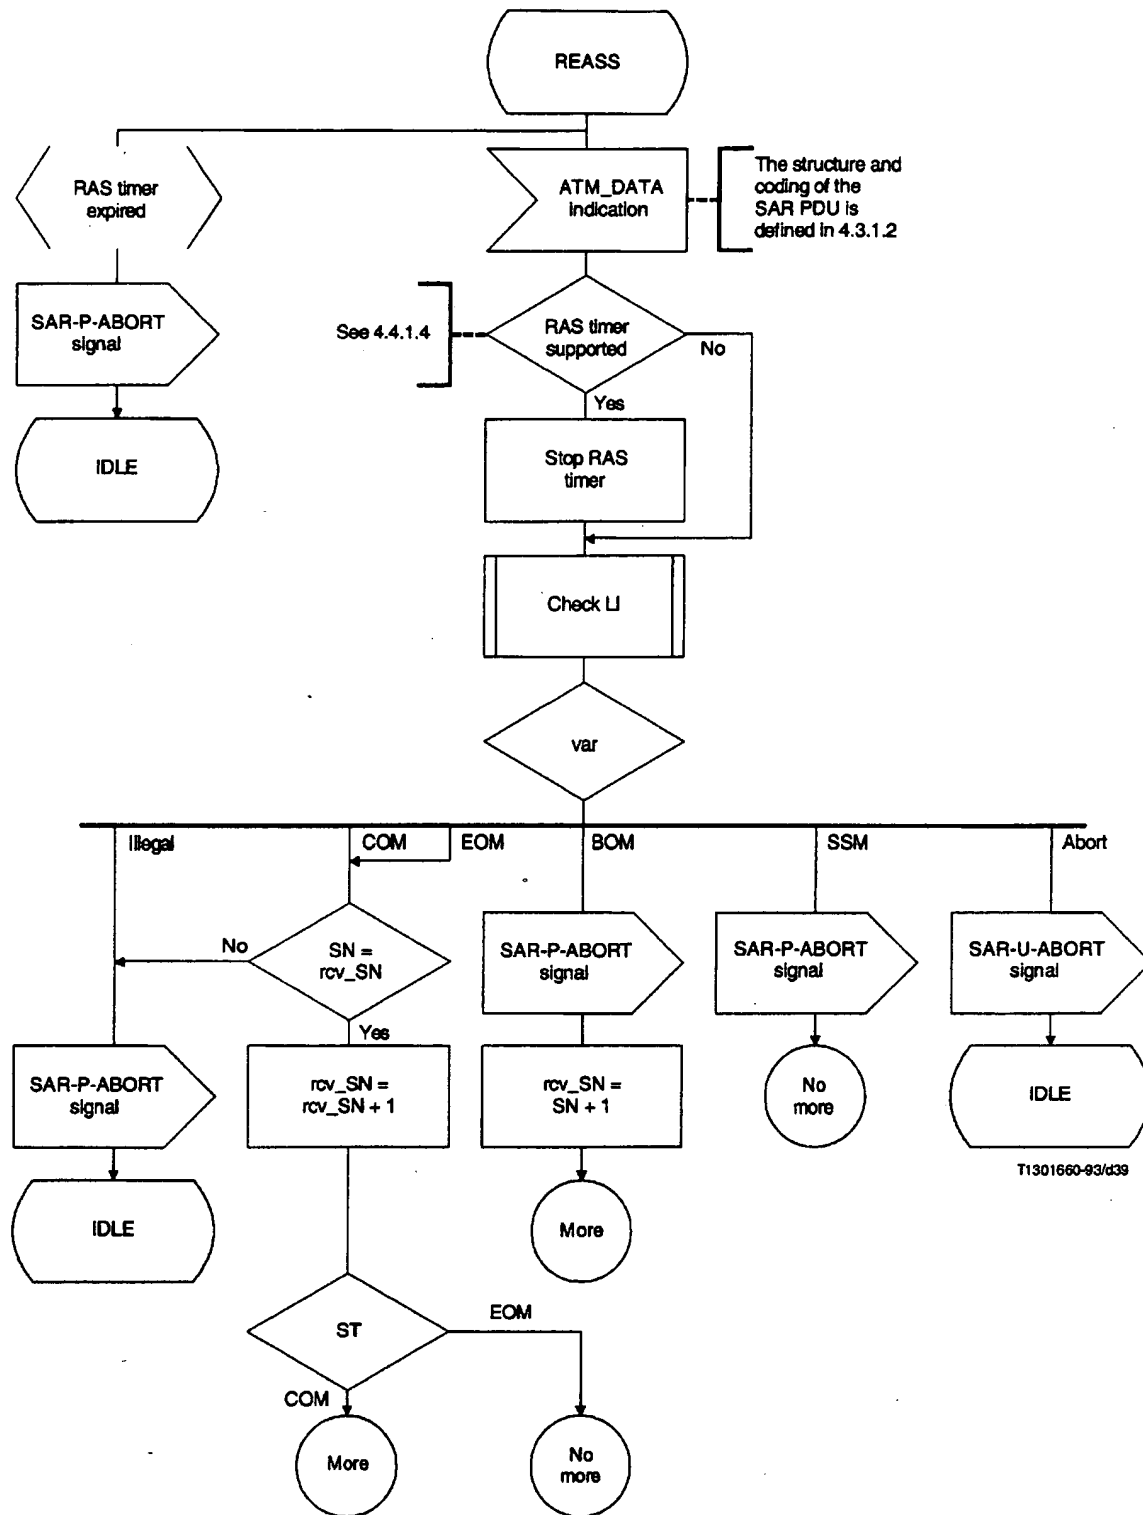 REASS
RAS timer
expired
ATM_DATA
indication
The structure and
coding of the
SAR PDU is
defined in 4.3.1.2
SAR-P-ABORT
signal
See 4.4.1.4
RAS timer
supported
No
Yes
IDLE
Stop RAS
timer
Check LI
var
Illegal
COM
EOM
BOM
SSM
Abort
No
SN =
rcv_SN
SAR-P-ABORT
signal
SAR-P-ABORT
signal
SAR-U-ABORT
signal
Yes
SAR-P-ABORT
signal
rcv_SN =
rcv_SN + 1
rcv_SN =
SN + 1
No
more
IDLE
T1301660-93/d39
IDLE
More
ST
EOM
COM
More
No
more